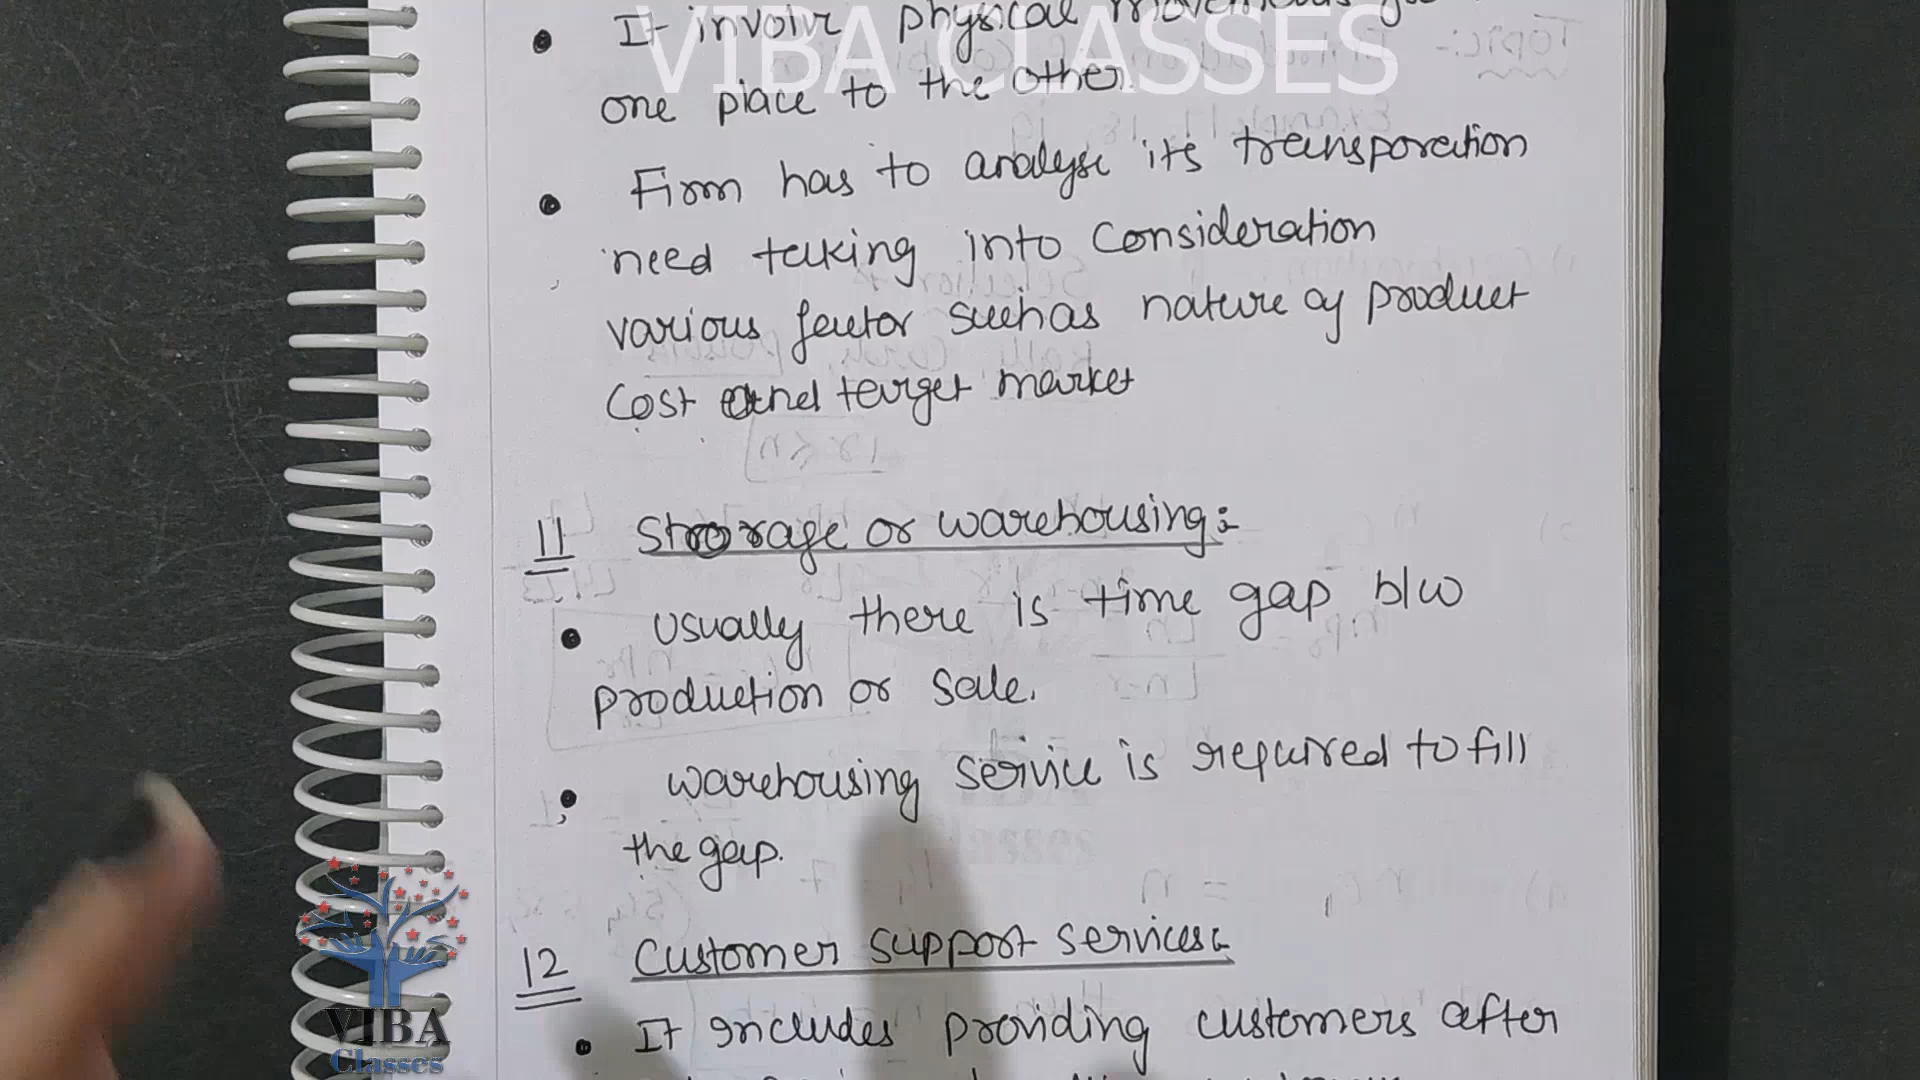 It involve physical movement
VIBA CLASSES
one place to the other.
Firm has to analyse its transporation
need taking into Consideration
various factor such as nature of product
Cost and target market
11 Storage or warehousing :-
Usually there is time gap b/w
production or sale.
warehousing service is required to fill
the gap.
12 Customer support services :-
It includes providing customers after
VIBA
Classes